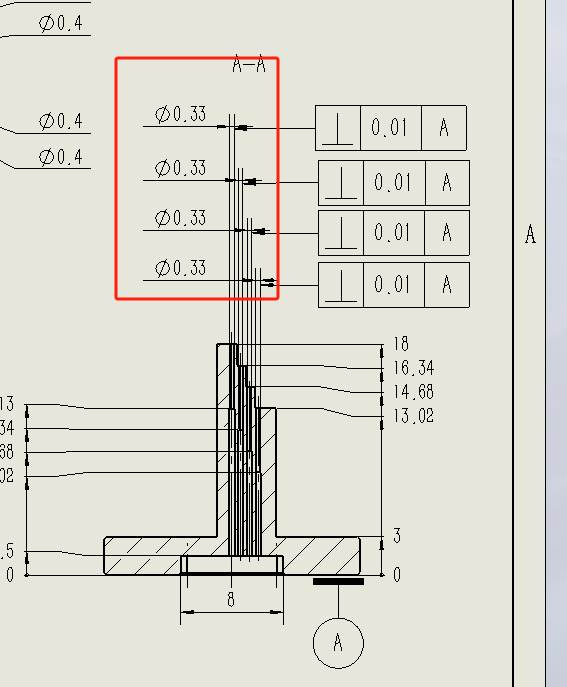 ∅0.4
A-A
∅0.33
⊥ 0.01 A
∅0.4
∅0.4
∅0.33
⊥ 0.01 A
∅0.33
⊥ 0.01 A
A
∅0.33
⊥ 0.01 A
18
16.34
14.68
13.02
13
34
68
02
3
.5
0
0
8
A